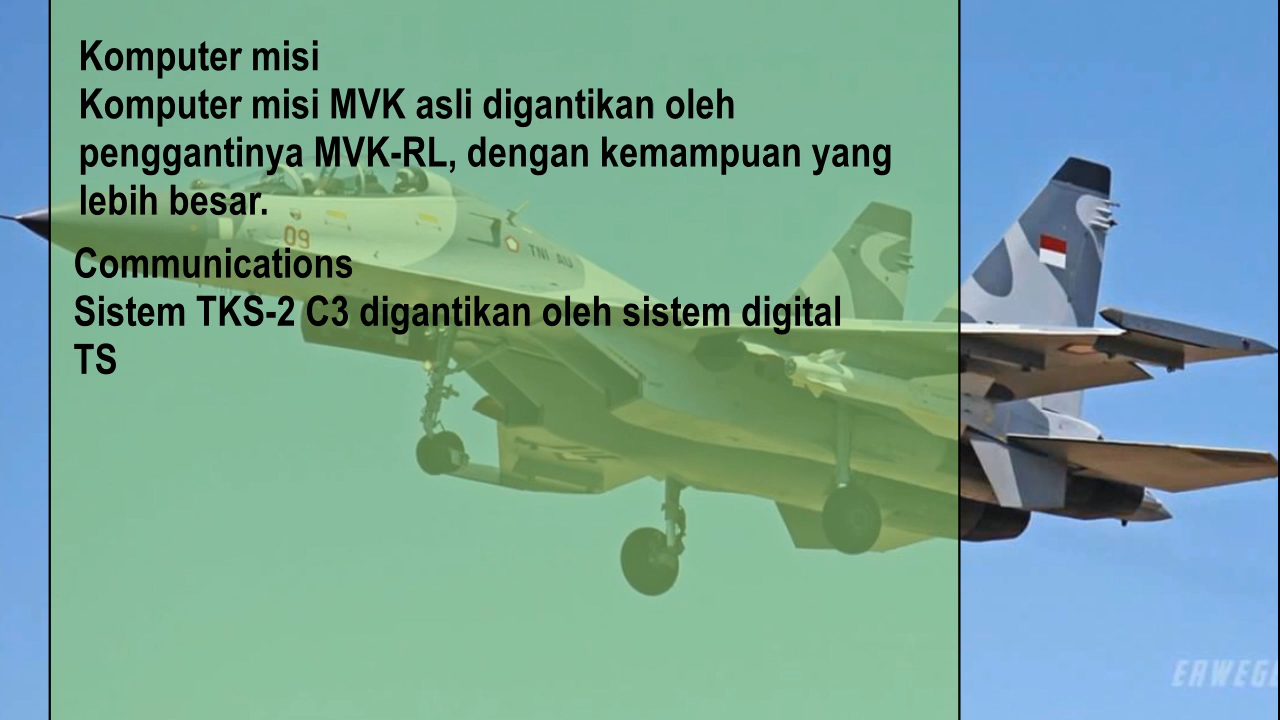 Komputer misi
Komputer misi MVK asli digantikan oleh
penggantinya MVK-RL, dengan kemampuan yang
lebih besar.
09
TNI AU
Communications
Sistem TKS-2 C3 digantikan oleh sistem digital
TS